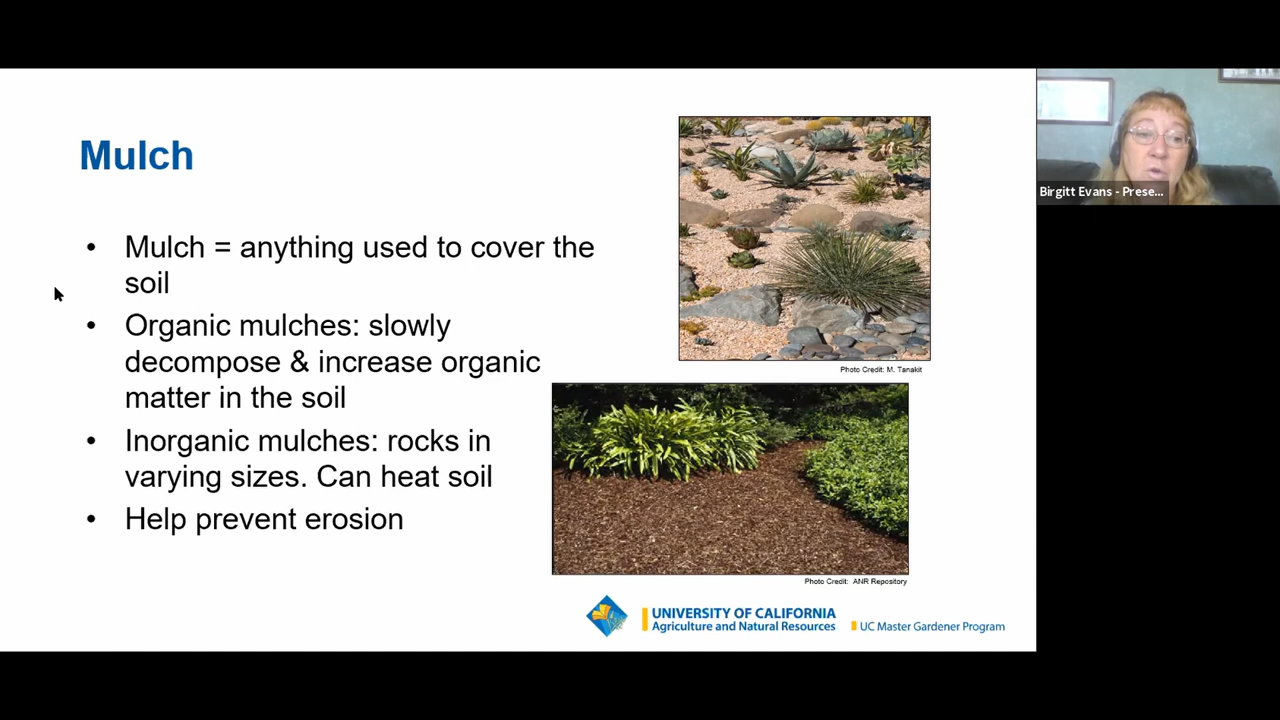 Mulch
• Mulch = anything used to cover the
soil
• Organic mulches: slowly
decompose & increase organic
matter in the soil
• Inorganic mulches: rocks in
varying sizes. Can heat soil
• Help prevent erosion
Photo Credit: M. Tanakit
Photo Credit: ANR Repository
UNIVERSITY OF CALIFORNIA
Agriculture and Natural Resources
UC Master Gardener Program
Birgitt Evans - Prese...